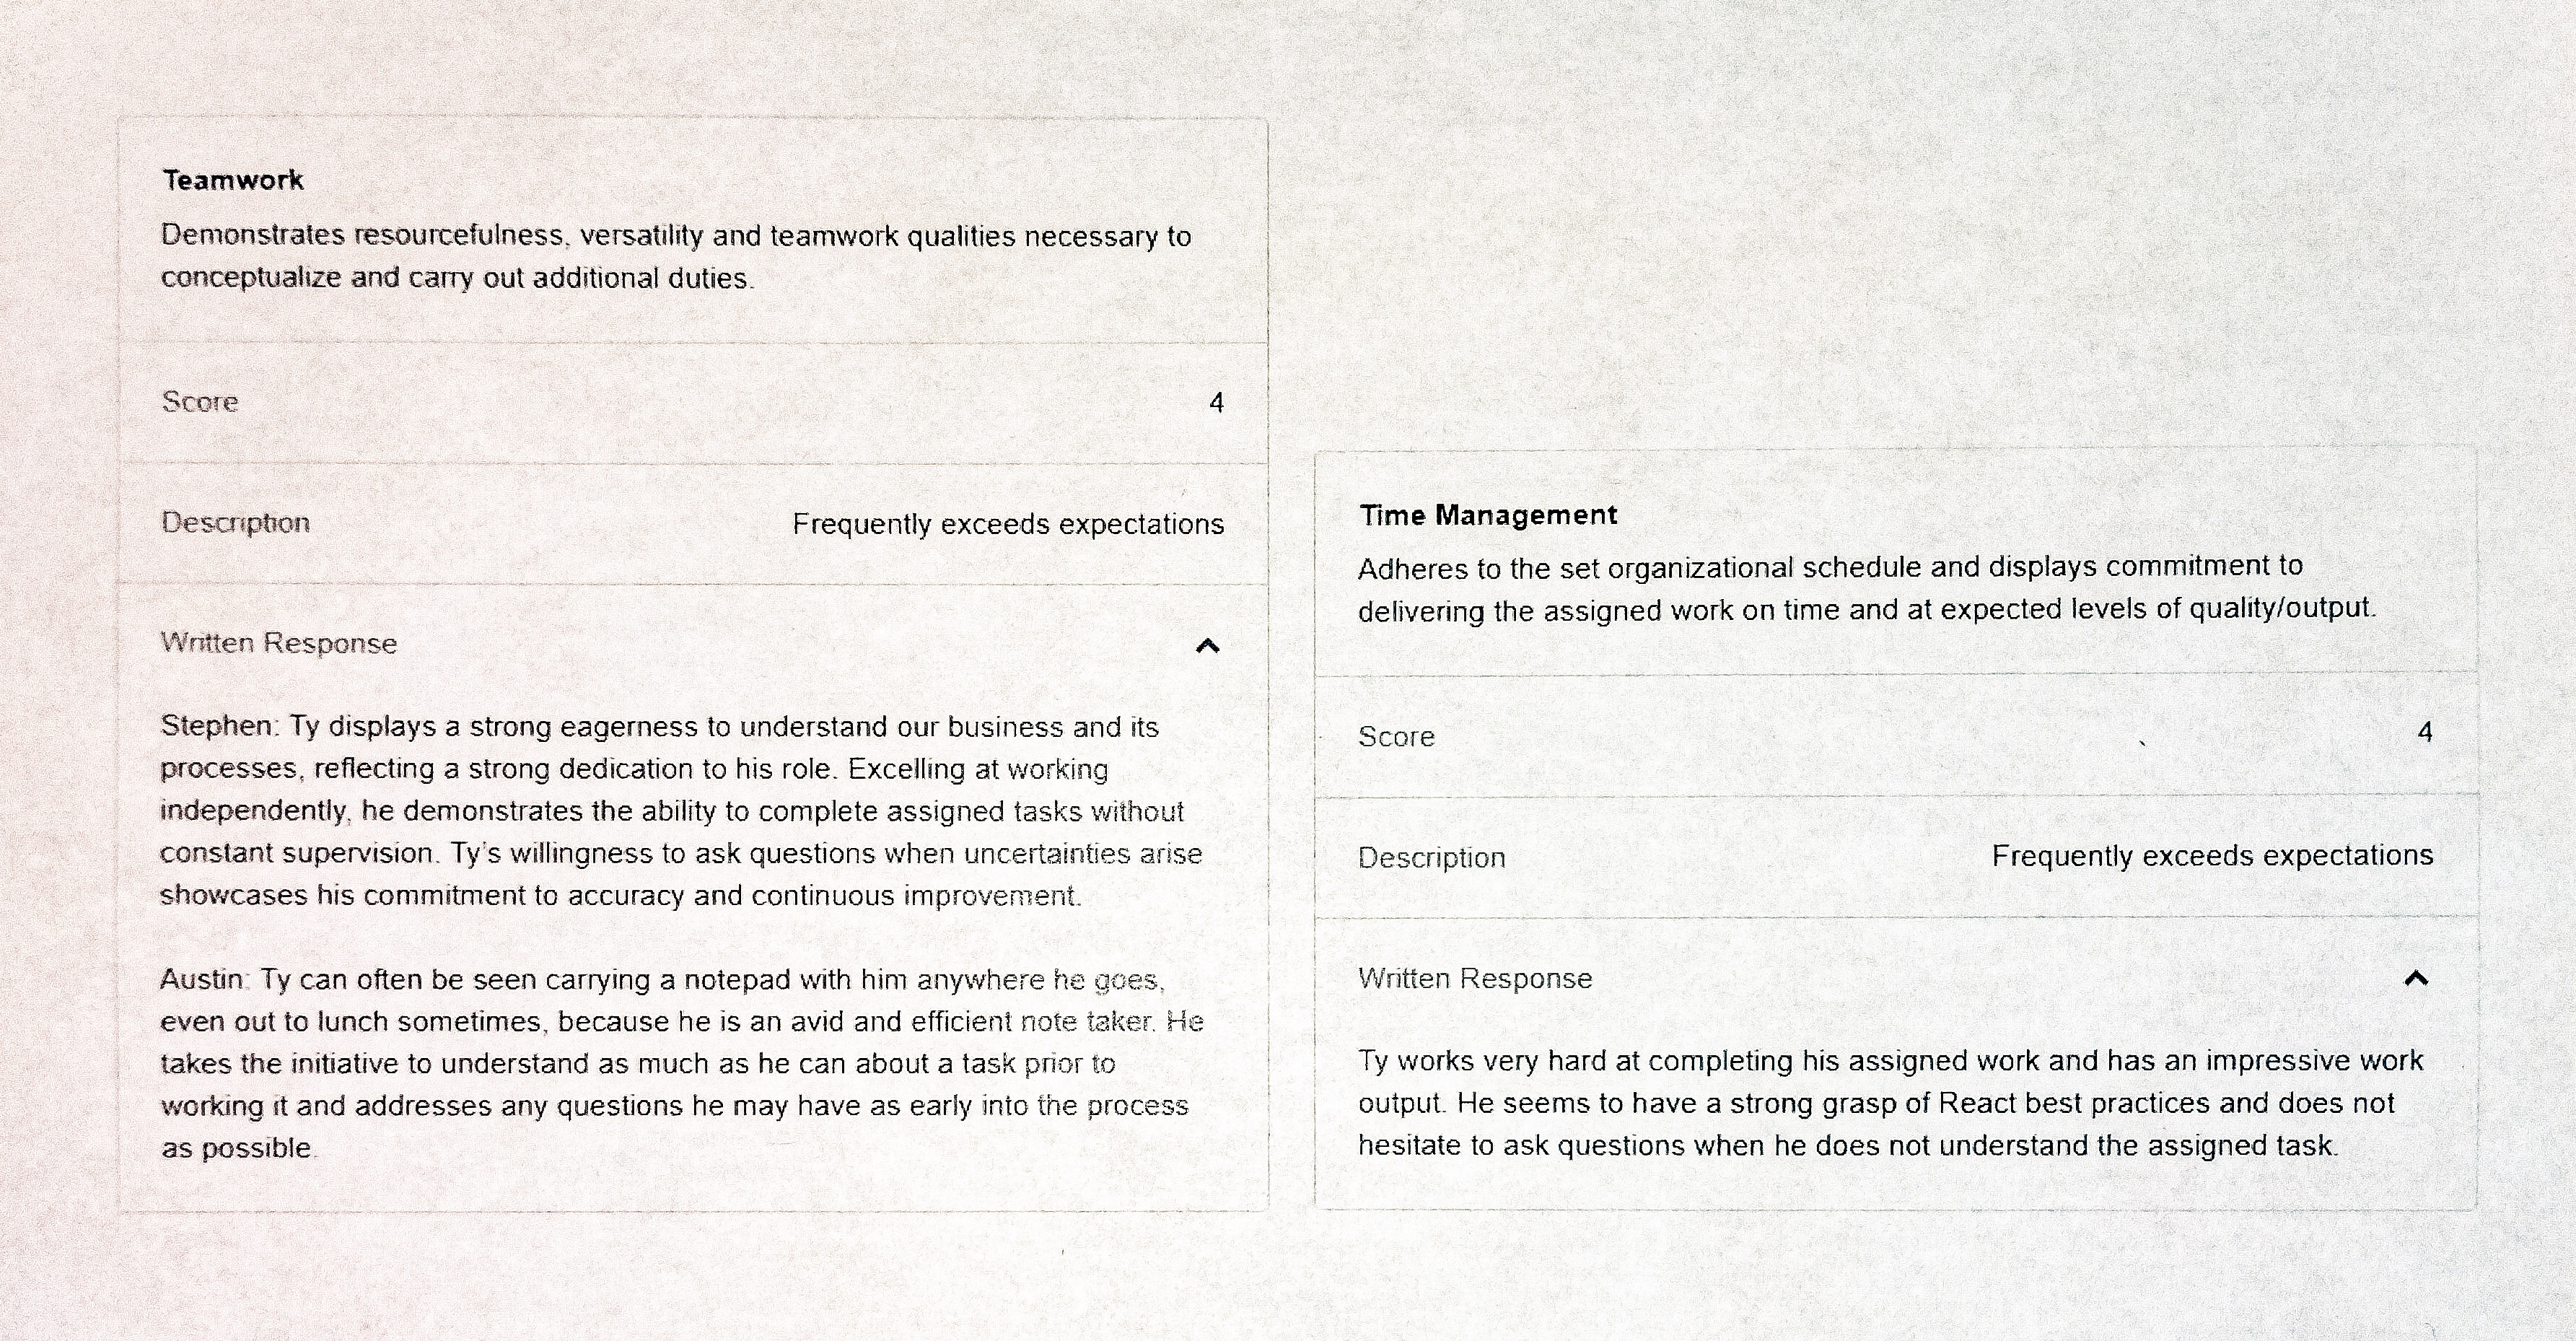 Teamwork
Demonstrates resourcefulness, versatility and teamwork qualities necessary to
conceptualize and carry out additional duties.
Score
4
Description
Frequently exceeds expectations
Written Response
Stephen: Ty displays a strong eagerness to understand our business and its
processes, reflecting a strong dedication to his role. Excelling at working
independently, he demonstrates the ability to complete assigned tasks without
constant supervision. Ty's willingness to ask questions when uncertainties arise
showcases his commitment to accuracy and continuous improvement.
Austin: Ty can often be seen carrying a notepad with him anywhere he goes,
even out to lunch sometimes, because he is an avid and efficient note taker. He
takes the initiative to understand as much as he can about a task prior to
working it and addresses any questions he may have as early into the process
as possible.
Time Management
Adheres to the set organizational schedule and displays commitment to
delivering the assigned work on time and at expected levels of quality/output.
Score
4
Description
Frequently exceeds expectations
Written Response
Ty works very hard at completing his assigned work and has an impressive work
output. He seems to have a strong grasp of React best practices and does not
hesitate to ask questions when he does not understand the assigned task.